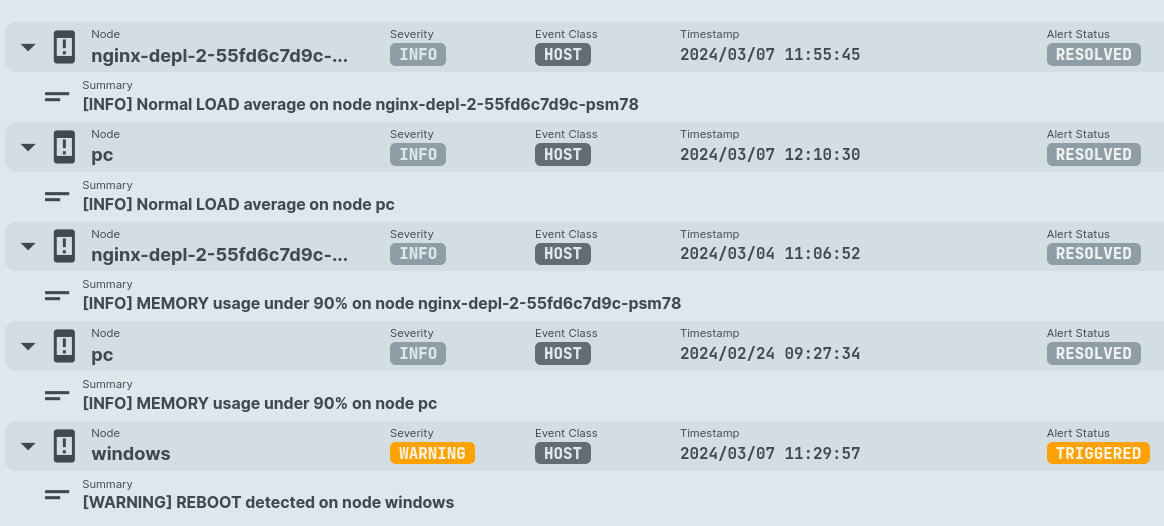 Node Severity Event Class Timestamp Alert Status
nginx-depl-2-55fd6c7d9c-... INFO HOST 2024/03/07 11:55:45 RESOLVED
Summary
[INFO] Normal LOAD average on node nginx-depl-2-55fd6c7d9c-psm78
Node Severity Event Class Timestamp Alert Status
pc INFO HOST 2024/03/07 12:10:30 RESOLVED
Summary
[INFO] Normal LOAD average on node pc
Node Severity Event Class Timestamp Alert Status
nginx-depl-2-55fd6c7d9c-... INFO HOST 2024/03/04 11:06:52 RESOLVED
Summary
[INFO] MEMORY usage under 90% on node nginx-depl-2-55fd6c7d9c-psm78
Node Severity Event Class Timestamp Alert Status
pc INFO HOST 2024/02/24 09:27:34 RESOLVED
Summary
[INFO] MEMORY usage under 90% on node pc
Node Severity Event Class Timestamp Alert Status
windows WARNING HOST 2024/03/07 11:29:57 TRIGGERED
Summary
[WARNING] REBOOT detected on node windows